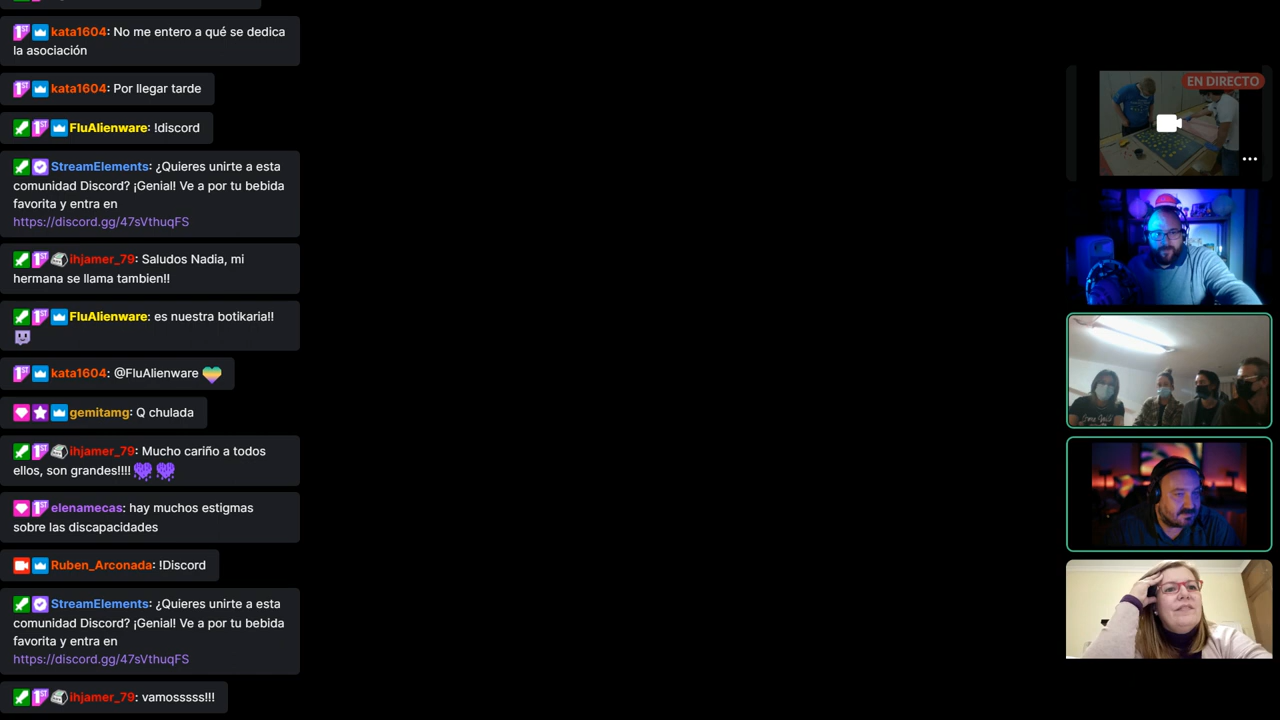 kata1604: No me entero a qué se dedica
la asociación
kata1604: Por llegar tarde
FluAlienware: !discord
StreamElements: ¿Quieres unirte a esta
comunidad Discord? ¡Genial! Ve a por tu bebida
favorita y entra en
https://discord.gg/47sVthuqFS
ihjamer_79: Saludos Nadia, mi
hermana se llama tambien!!
FluAlienware: es nuestra botikaria!!
kata1604: @FluAlienware
gemitamg: Q chulada
ihjamer_79: Mucho cariño a todos
ellos, son grandes!!!!
elenamecas: hay muchos estigmas
sobre las discapacidades
Ruben_Arconada: !Discord
StreamElements: ¿Quieres unirte a esta
comunidad Discord? ¡Genial! Ve a por tu bebida
favorita y entra en
https://discord.gg/47sVthuqFS
ihjamer_79: vamosssss!!!
EN DIRECTO